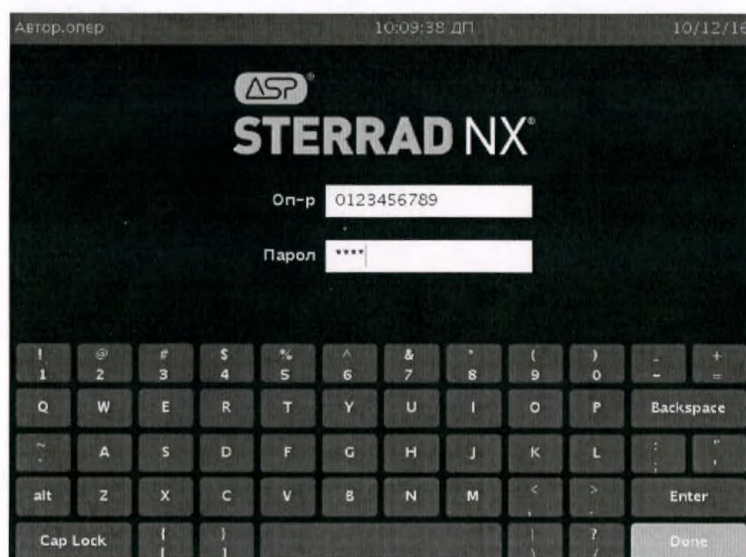 Автор.опер 10:09:38 ДП 10/12/16
ASP®
STERRAD NX®
Оп-р 0123456789
Парол ****
! @ # $ % ^ & * ( ) _ +
1 2 3 4 5 6 7 8 9 0 - =
Q W E R T Y U I O P Backspace
~ A S D F G H J K L : "
alt Z X C V B N M < > Enter
Cap Lock { } | ? Done
[ ] \